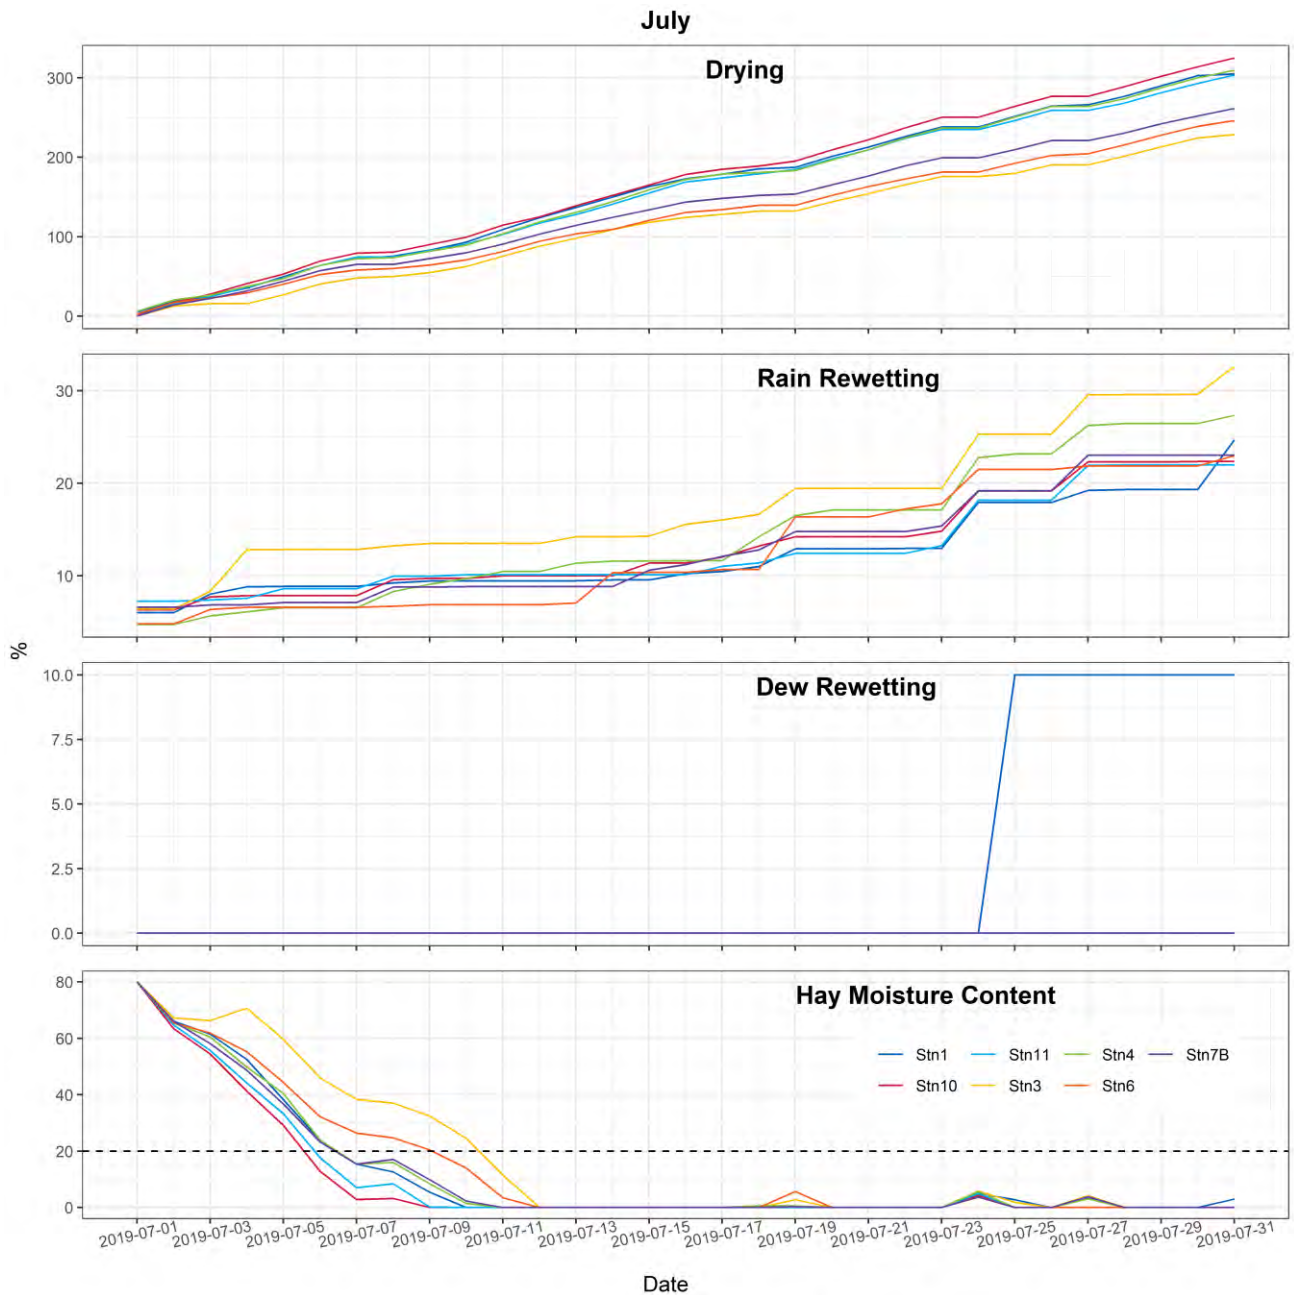 July
Drying
300
200
100
0
Rain Rewetting
30
20
10
%
Dew Rewetting
10.0
7.5
5.0
2.5
0.0
Hay Moisture Content
80
60
40
20
0
Stn1 Stn11 Stn4 Stn7B
Stn10 Stn3 Stn6
2019-07-01 2019-07-03 2019-07-05 2019-07-07 2019-07-09 2019-07-11 2019-07-13 2019-07-15 2019-07-17 2019-07-19 2019-07-21 2019-07-23 2019-07-25 2019-07-27 2019-07-29 2019-07-31
Date